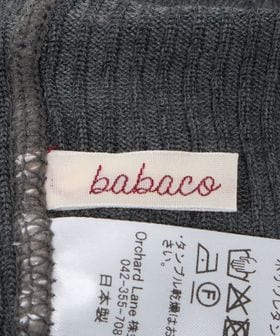 babaco
・タンブル乾燥はお
さい。
Orchard Lane 株
042-355-708
日本製